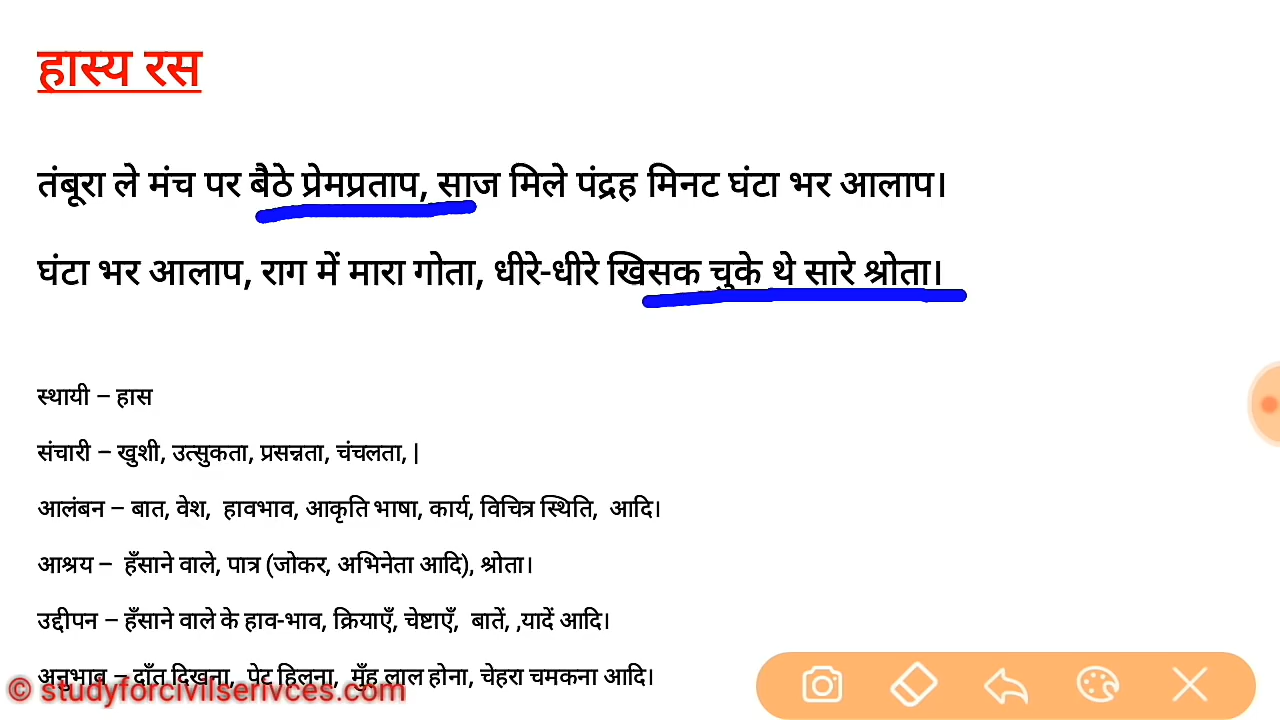 हास्य रस
तंबूरा ले मंच पर बैठे प्रेमप्रताप, साज मिले पंद्रह मिनट घंटा भर आलाप।
घंटा भर आलाप, राग में मारा गोता, धीरे-धीरे खिसक चुके थे सारे श्रोता।
स्थायी – हास
संचारी – खुशी, उत्सुकता, प्रसन्नता, चंचलता, |
आलंबन – बात, वेश,  हावभाव, आकृति भाषा, कार्य, विचित्र स्थिति,  आदि।
आश्रय –  हँसाने वाले, पात्र (जोकर, अभिनेता आदि), श्रोता।
उद्दीपन – हँसाने वाले के हाव-भाव, क्रियाएँ, चेष्टाएँ,  बातें, ,यादें आदि।
अनुभाव – दाँत दिखना,  पेट हिलना,  मुँह लाल होना, चेहरा चमकना आदि।
© studyforcivilserivces.com